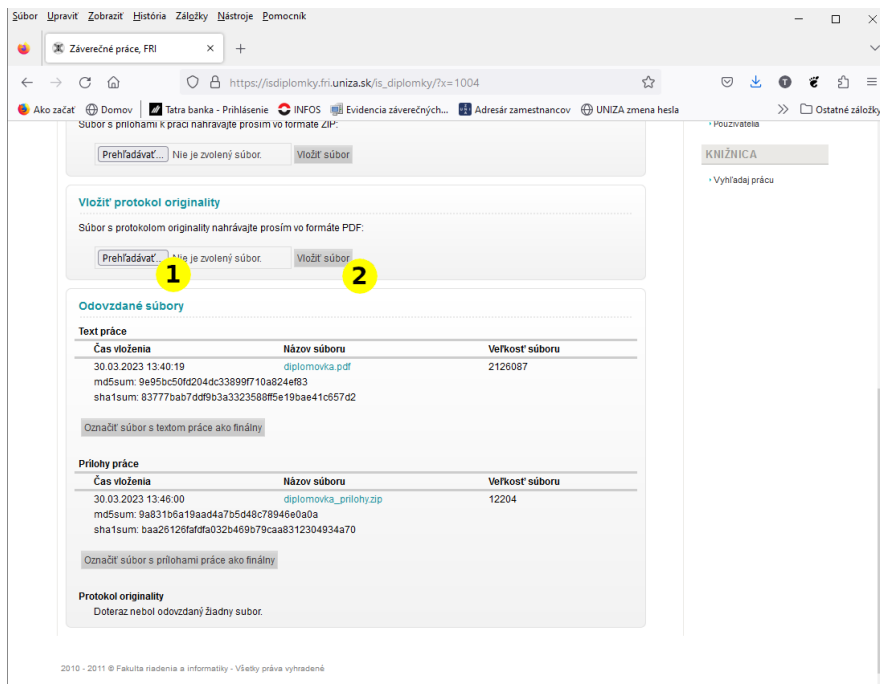 Súbor Upraviť Zobraziť História Záložky Nástroje Pomocník
Záverečné práce, FRI
https://isdiplomky.fri.uniza.sk/is_diplomky/?x=1004
Ako začať Domov Tatra banka - Prihlásenie INFOS Evidencia záverečných... Adresár zamestnancov UNIZA zmena hesla Ostatné záložky
Súbor s prílohami k práci nahrávajte prosím vo formáte ZIP:
Používatelia
Prehľadávať... Nie je zvolený súbor. Vložiť súbor
KNIŽNICA
Vyhľadaj prácu
Vložiť protokol originality
Súbor s protokolom originality nahrávajte prosím vo formáte PDF:
Prehľadávať... Nie je zvolený súbor. Vložiť súbor
1 2
Odovzdané súbory
Text práce
Čas vloženia Názov súboru Veľkosť súboru
30.03.2023 13:40:19 diplomovka.pdf 2126087
md5sum: 9e95bc50fd204dc33899f710a824ef83
sha1sum: 83777bab7ddf9b3a3323588ff5e19bae41c657d2
Označiť súbor s textom práce ako finálny
Prílohy práce
Čas vloženia Názov súboru Veľkosť súboru
30.03.2023 13:46:00 diplomovka_prilohy.zip 12204
md5sum: 9a831b6a19aad4a7b5d48c78946e0a0a
sha1sum: baa26126fafdfa032b469b79caa8312304934a70
Označiť súbor s prílohami práce ako finálny
Protokol originality
Doteraz nebol odovzdaný žiadny subor.
2010 - 2011 © Fakulta riadenia a informatiky - Všetky práva vyhradené